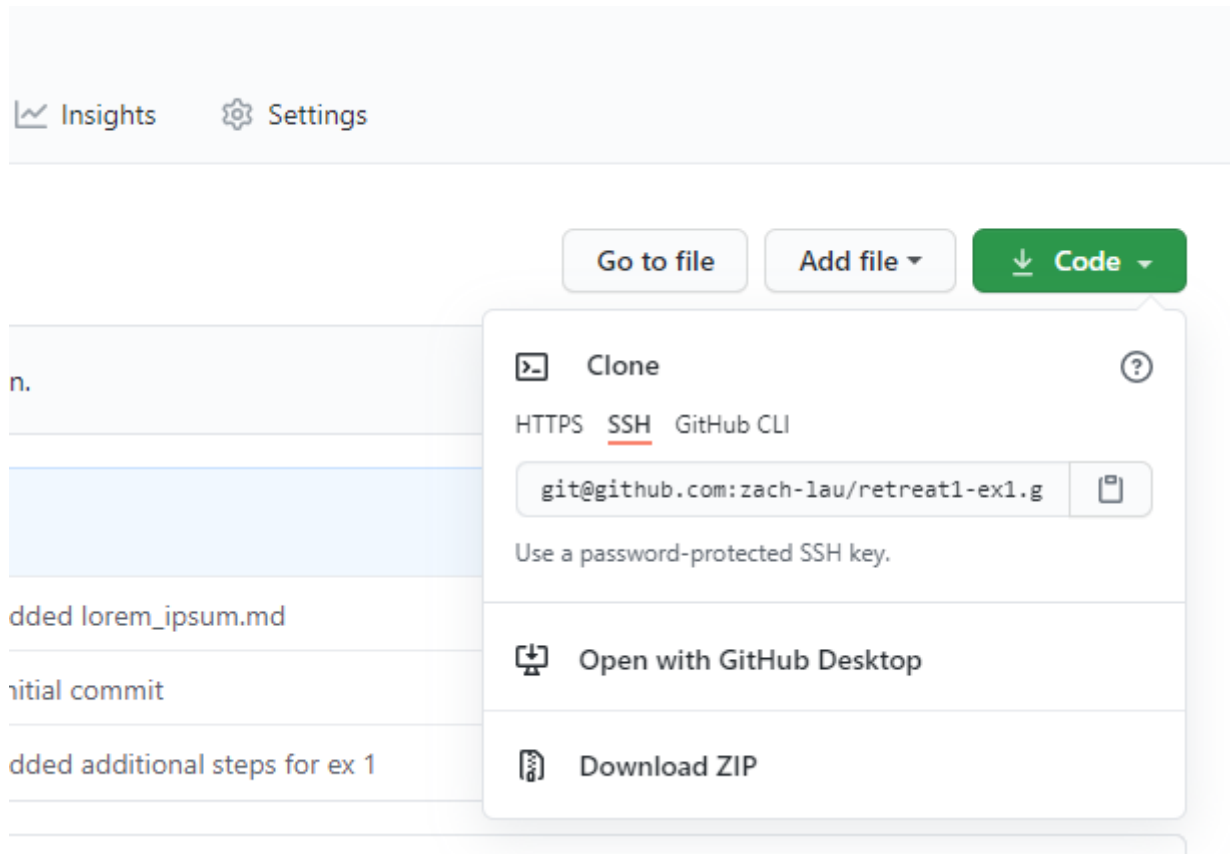 Insights Settings
Go to file Add file Code
n.
Clone
HTTPS SSH GitHub CLI
git@github.com:zach-lau/retreat1-ex1.g
Use a password-protected SSH key.
dded lorem_ipsum.md
nitial commit
Open with GitHub Desktop
dded additional steps for ex 1
Download ZIP